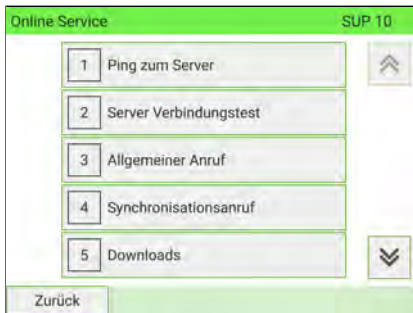 Online Service SUP 10
1 Ping zum Server
2 Server Verbindungstest
3 Allgemeiner Anruf
4 Synchronisationsanruf
5 Downloads
Zurück